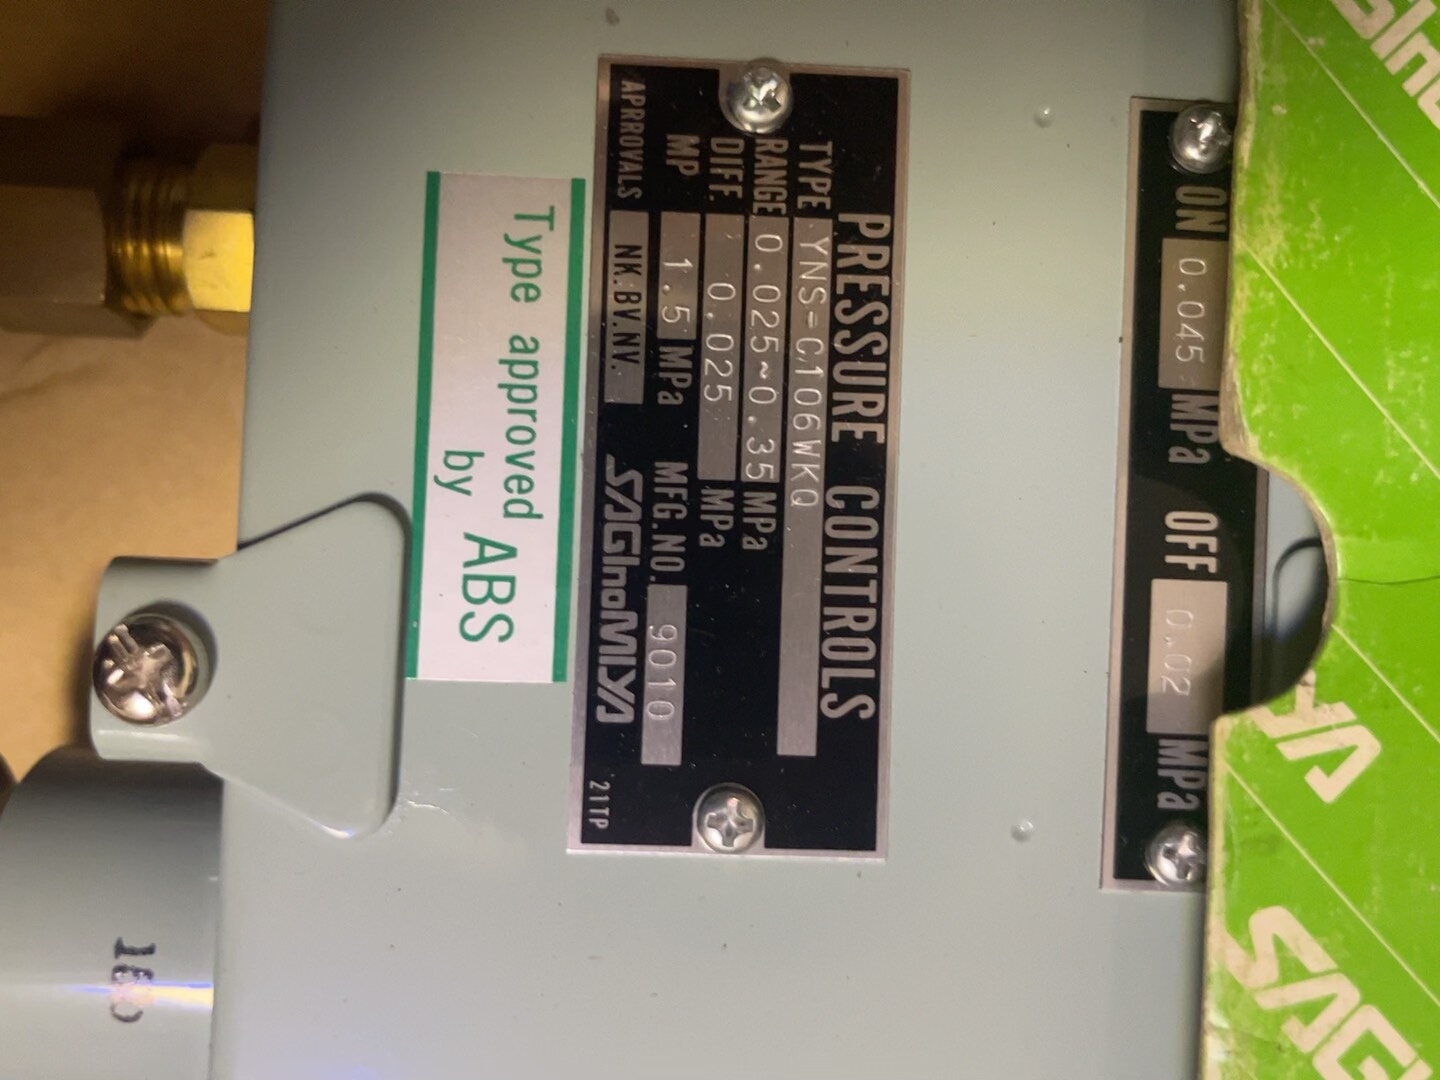 ON 0.045 MPa OFF 0.02 MPa
PRESSURE CONTROLS
TYPE YNS-C106WKQ
RANGE 0.025~0.35 MPa
DIFF. 0.025 MPa
MP 1.5 MPa MFG.NO. 9010
APRROVALS NK.BV.NV. SAGInoMIYA
21TP
Type approved
by ABS
SAGI